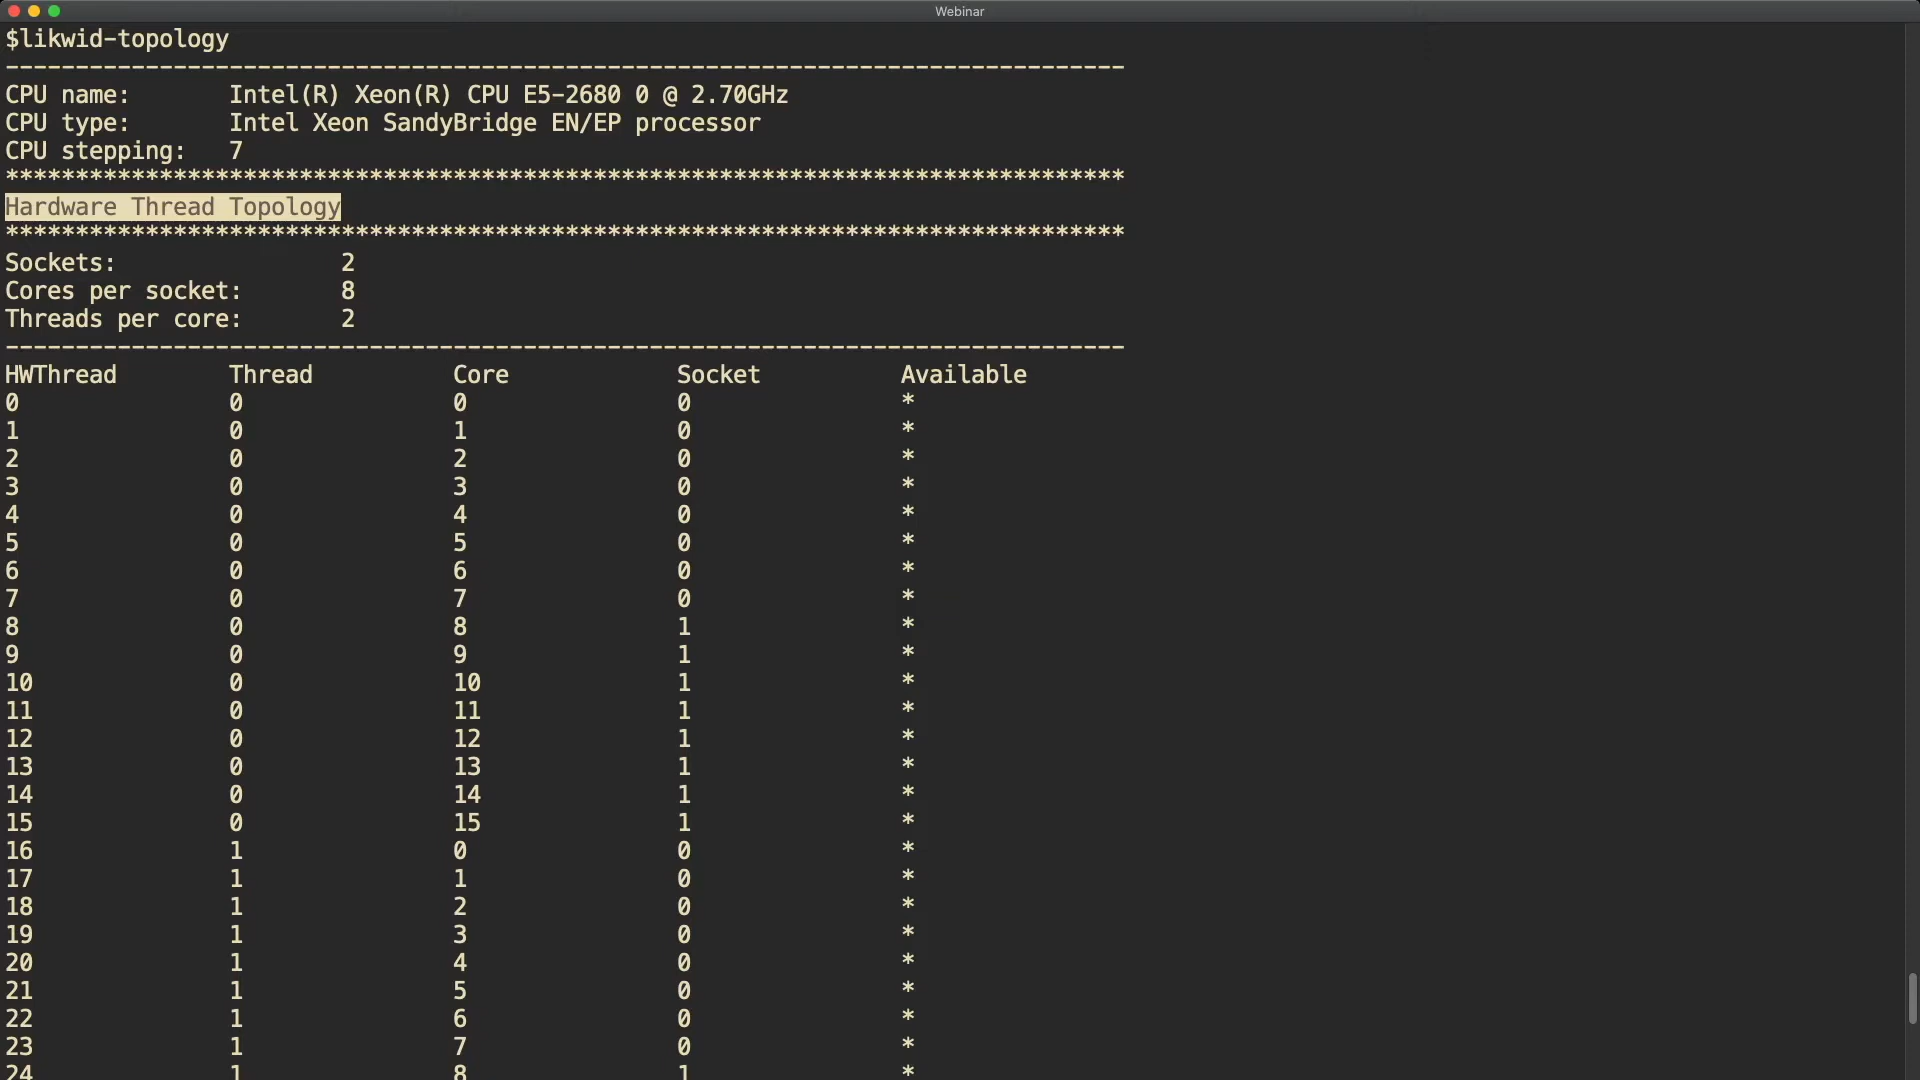 Webinar
$likwid-topology
--------------------------------------------------------------------------------
CPU name:       Intel(R) Xeon(R) CPU E5-2680 0 @ 2.70GHz
CPU type:       Intel Xeon SandyBridge EN/EP processor
CPU stepping:   7
********************************************************************************
Hardware Thread Topology
********************************************************************************
Sockets:                2
Cores per socket:       8
Threads per core:       2
--------------------------------------------------------------------------------
HWThread        Thread          Core            Socket          Available
0               0               0               0               *
1               0               1               0               *
2               0               2               0               *
3               0               3               0               *
4               0               4               0               *
5               0               5               0               *
6               0               6               0               *
7               0               7               0               *
8               0               8               1               *
9               0               9               1               *
10              0               10              1               *
11              0               11              1               *
12              0               12              1               *
13              0               13              1               *
14              0               14              1               *
15              0               15              1               *
16              1               0               0               *
17              1               1               0               *
18              1               2               0               *
19              1               3               0               *
20              1               4               0               *
21              1               5               0               *
22              1               6               0               *
23              1               7               0               *
24              1               8               1               *